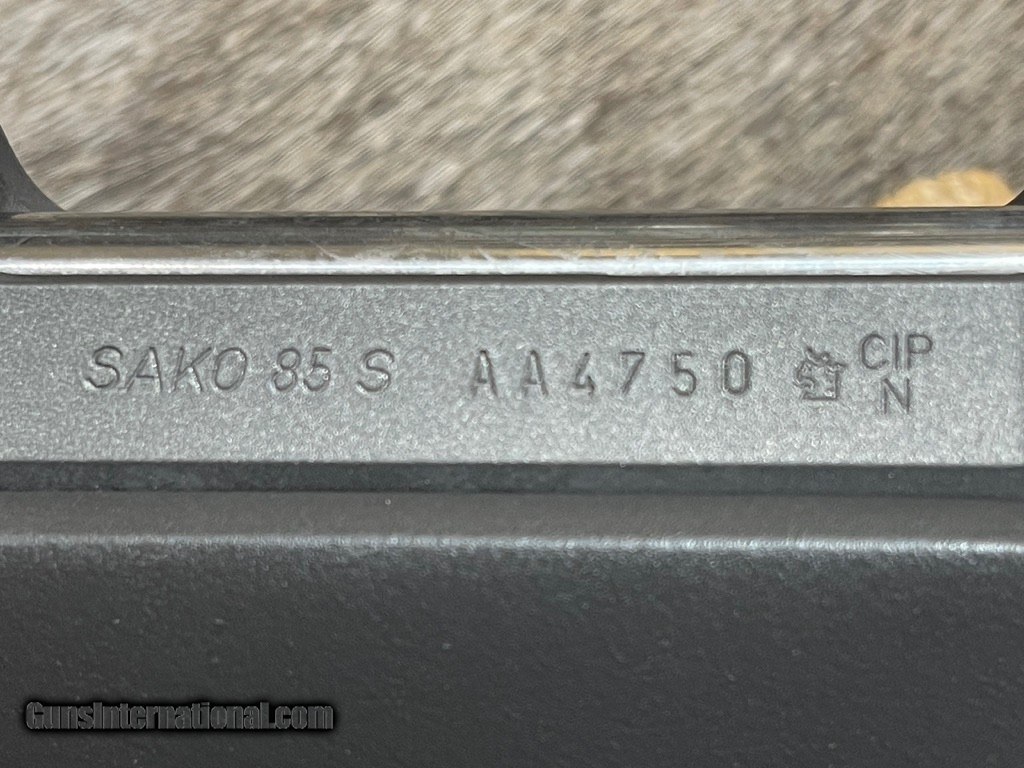 SAKO 85 S AA4750 CIP
N
GunsInternational.com